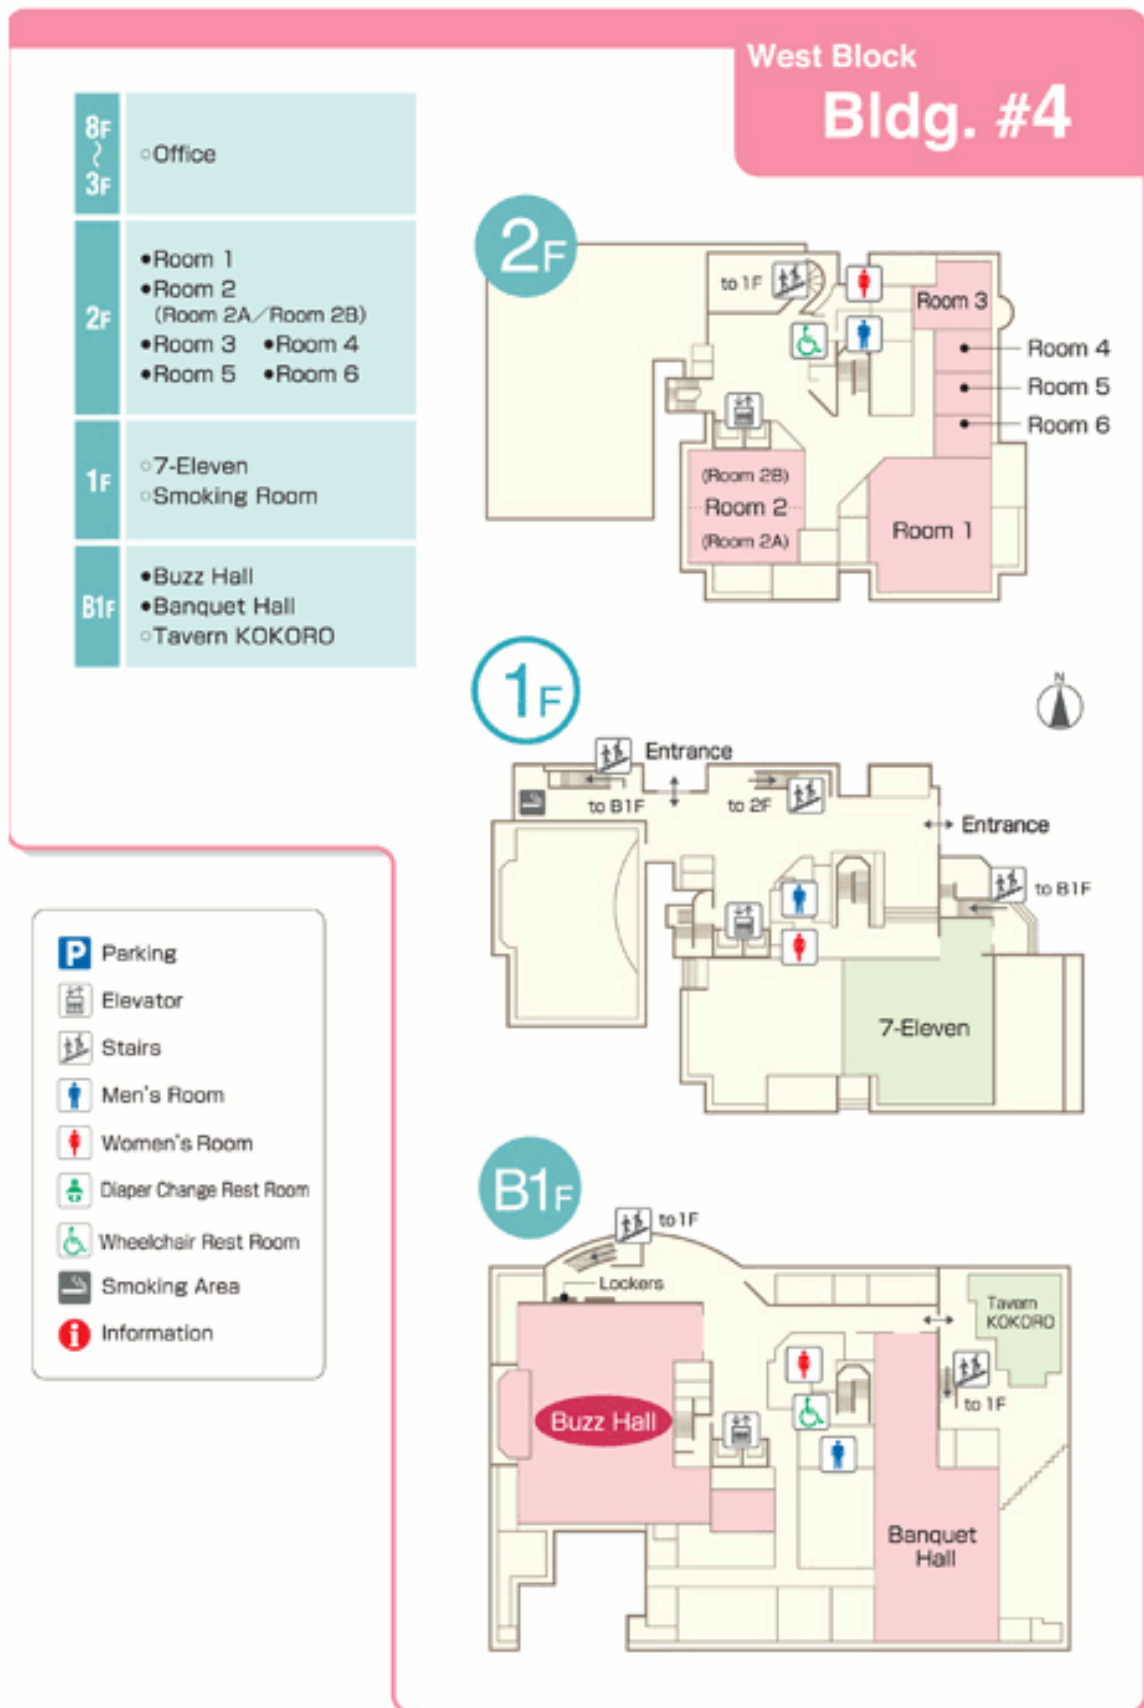 West Block
Bldg. #4
8F
〜
3F
○Office
2F
●Room 1
●Room 2
(Room 2A／Room 2B)
●Room 3 ●Room 4
●Room 5 ●Room 6
1F
○7-Eleven
○Smoking Room
B1F
●Buzz Hall
●Banquet Hall
○Tavern KOKORO
2F
to 1F
Room 3
Room 4
Room 5
Room 6
(Room 2B)
Room 2
(Room 2A)
Room 1
1F
N
Entrance
to B1F
to 2F
Entrance
to B1F
7-Eleven
P Parking
Elevator
Stairs
Men's Room
Women's Room
Diaper Change Rest Room
Wheelchair Rest Room
Smoking Area
i Information
B1F
to 1F
Lockers
Tavern
KOKORO
to 1F
Buzz Hall
Banquet
Hall